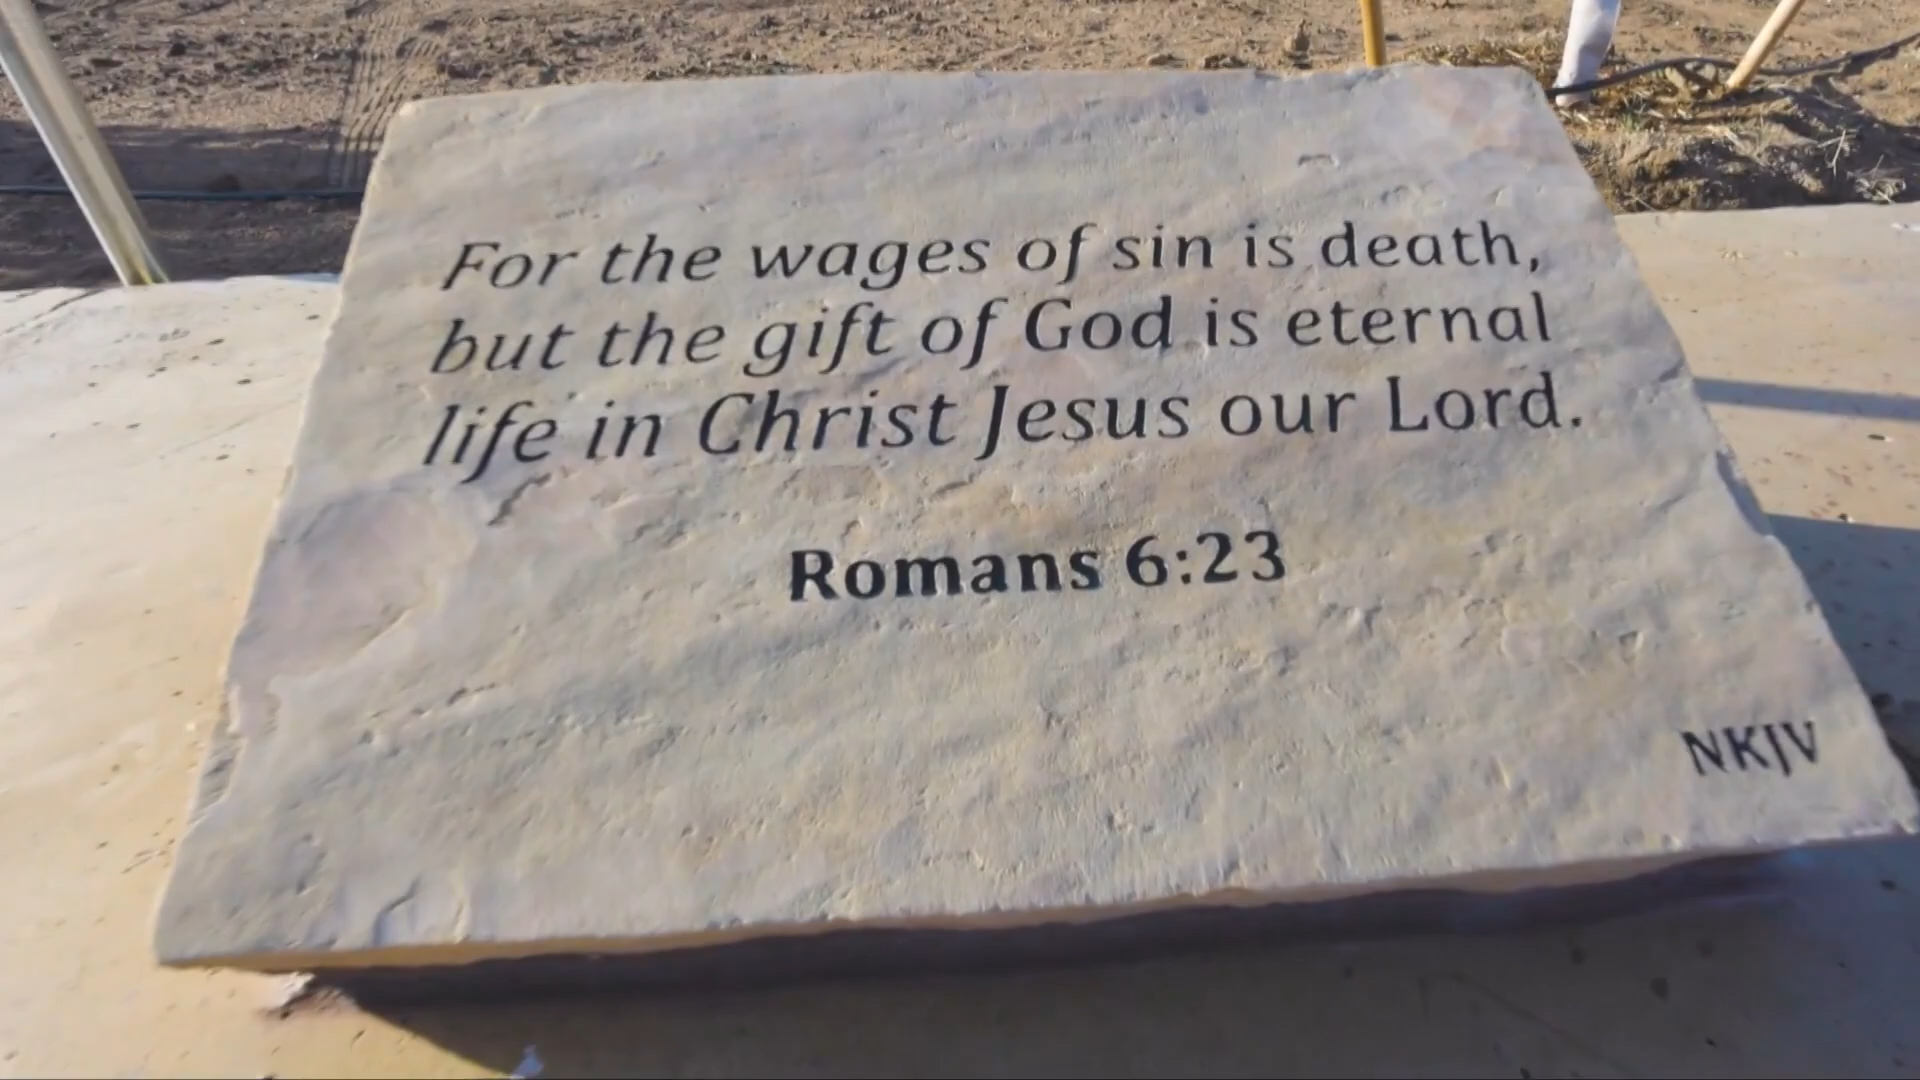 For the wages of sin is death,
but the gift of God is eternal
life in Christ Jesus our Lord.
Romans 6:23
NKJV